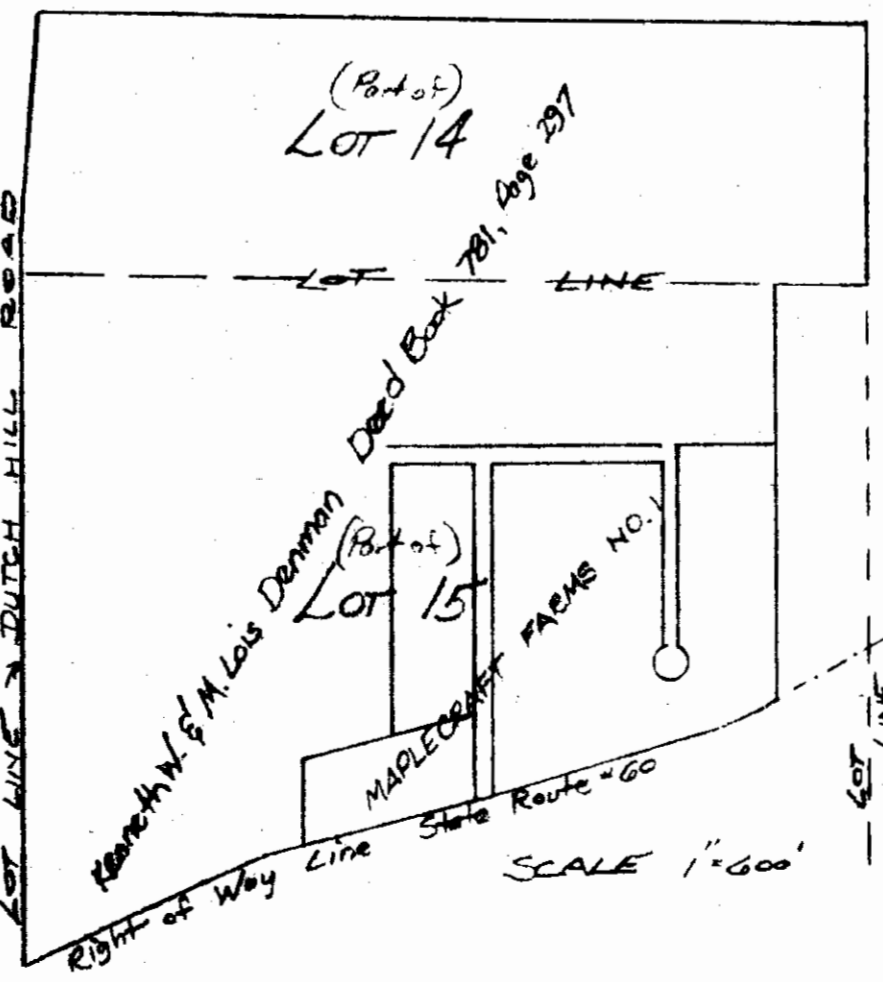 (Part of)
LOT 14
Kenneth W. & M. Lois Denman Deed Book 781, Page 297
LOT LINE
LOT LINE & DUTCH HILL ROAD
(Part of)
LOT 15
MAPLECRAFT FARMS NO. 1
Right of Way Line State Route #60
LOT LINE
SCALE 1"=600'